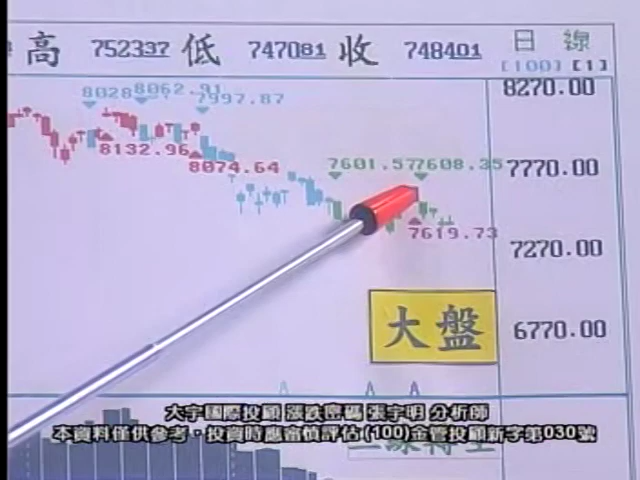 高 752337 低 747081 收 748401 日 線
[100] [1]
8028 8062.91 7997.87 8270.00
8132.96 8074.64 7601.57 7608.35 7770.00
7619.73 7270.00
大盤 6770.00
大宇國際投顧 漲跌密碼 張宇明 分析師
本資料僅供參考，投資時應審慎評估(100)金管投顧新字第030號